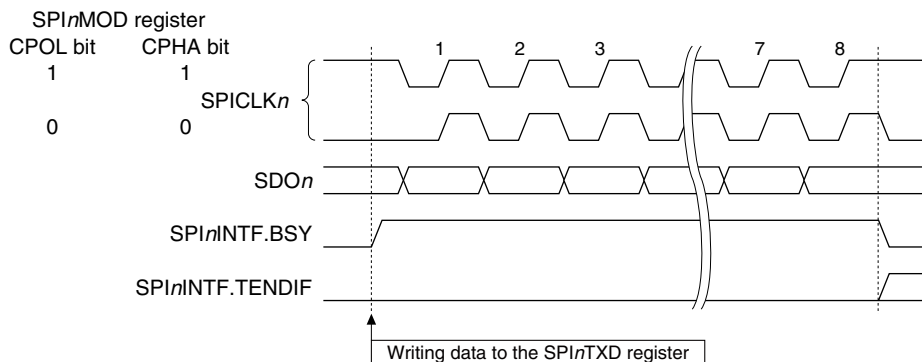 SPInMOD register
CPOL bit CPHA bit
1 1
0 0
SPICLKn
1 2 3 7 8
SDOn
SPInINTF.BSY
SPInINTF.TENDIF
Writing data to the SPInTXD register